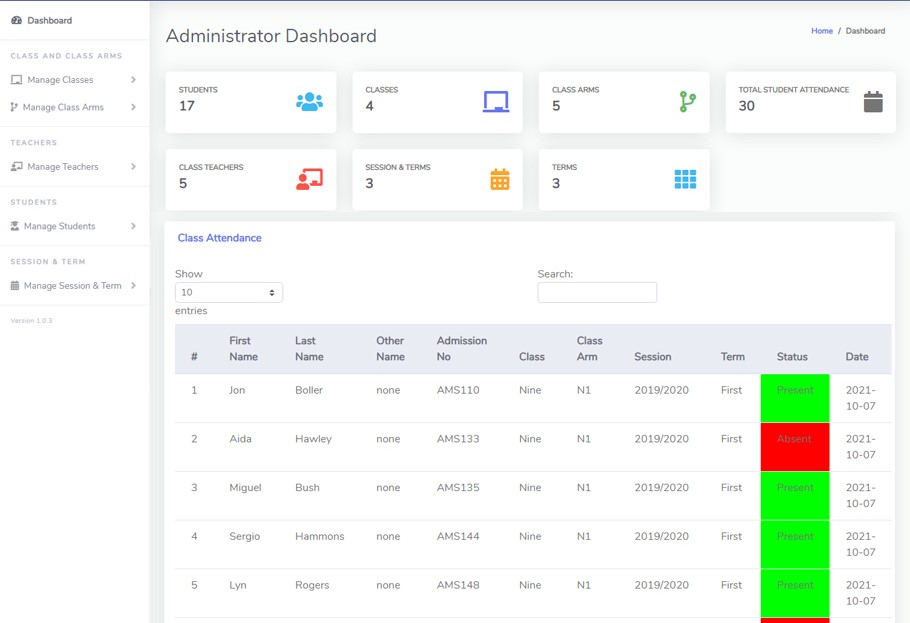 Dashboard
CLASS AND CLASS ARMS
Manage Classes
Manage Class Arms
TEACHERS
Manage Teachers
STUDENTS
Manage Students
SESSION & TERM
Manage Session & Term
Version 1.0.3
Administrator Dashboard
Home / Dashboard
STUDENTS
17
CLASSES
4
CLASS ARMS
5
TOTAL STUDENT ATTENDANCE
30
CLASS TEACHERS
5
SESSION & TERMS
3
TERMS
3
Class Attendance
Show
10
entries
Search:
# First Name Last Name Other Name Admission No Class Class Arm Session Term Status Date
1 Jon Boller none AMS110 Nine N1 2019/2020 First Present 2021-10-07
2 Aida Hawley none AMS133 Nine N1 2019/2020 First Absent 2021-10-07
3 Miguel Bush none AMS135 Nine N1 2019/2020 First Present 2021-10-07
4 Sergio Hammons none AMS144 Nine N1 2019/2020 First Present 2021-10-07
5 Lyn Rogers none AMS148 Nine N1 2019/2020 First Present 2021-10-07